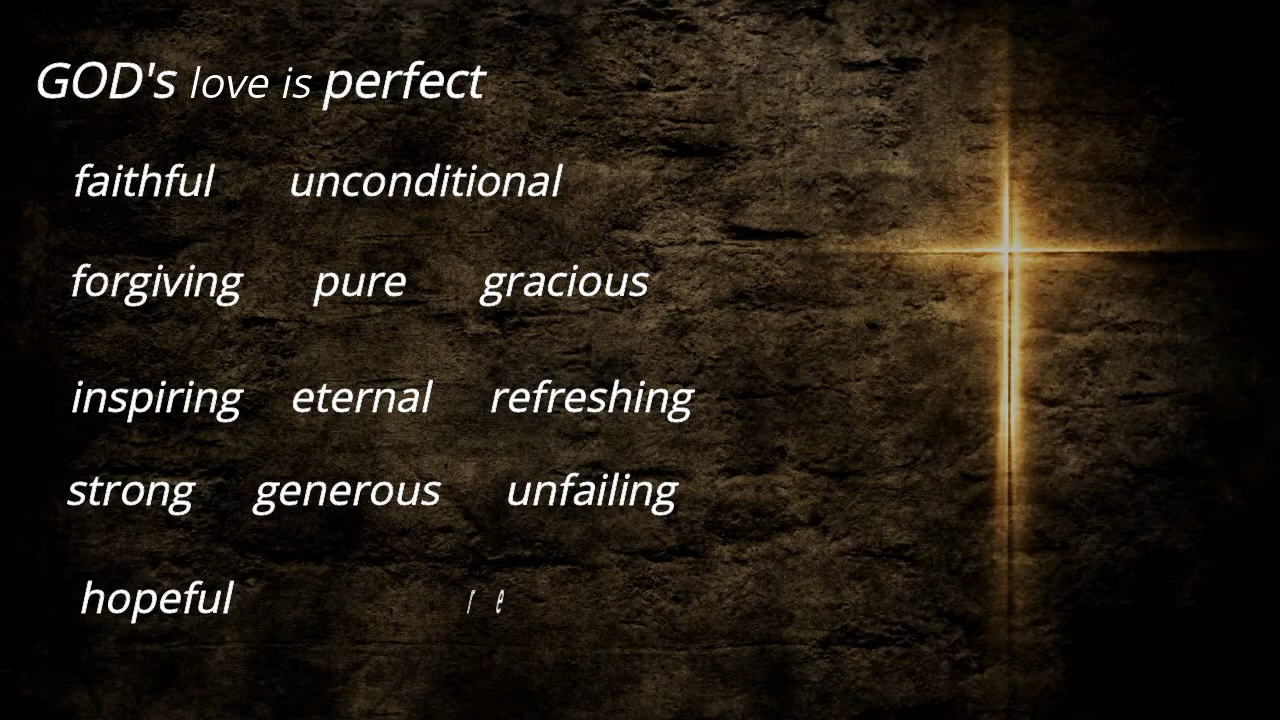 GOD's love is perfect
faithful unconditional
forgiving pure gracious
inspiring eternal refreshing
strong generous unfailing
hopeful r e